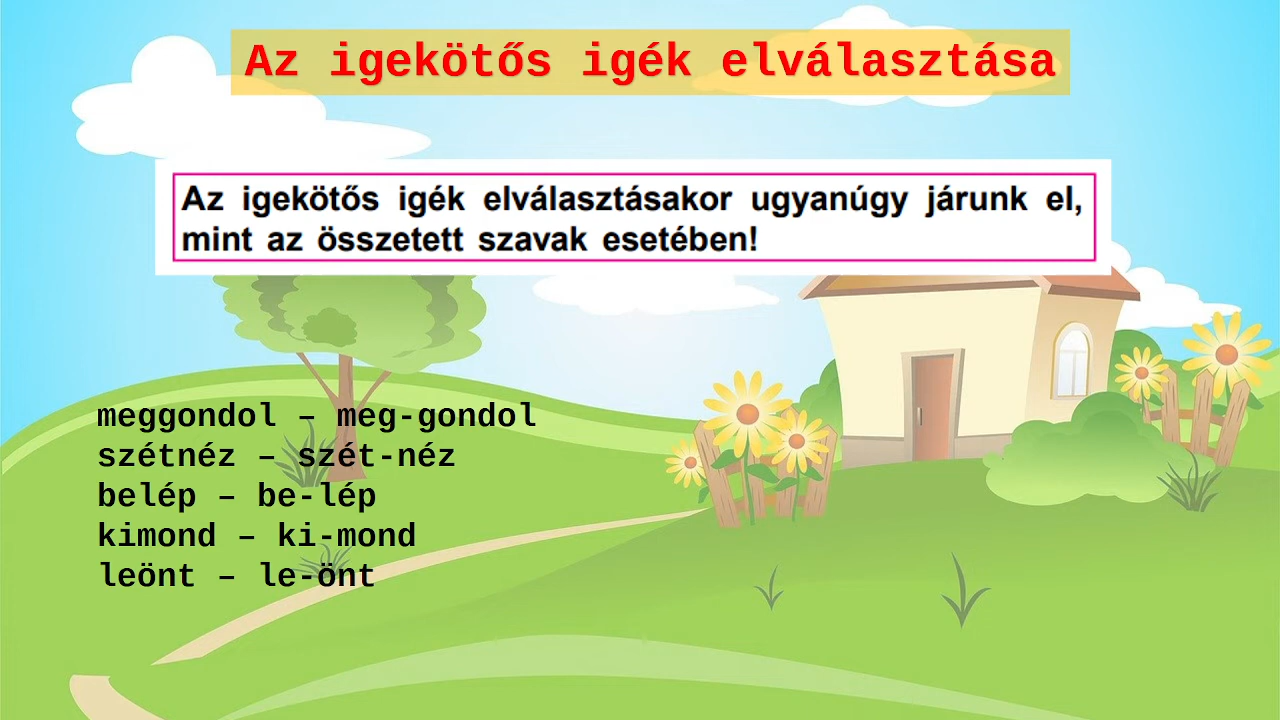 Az igekötős igék elválasztása
Az igekötős igék elválasztásakor ugyanúgy járunk el,
mint az összetett szavak esetében!
meggondol – meg-gondol
szétnéz – szét-néz
belép – be-lép
kimond – ki-mond
leönt – le-önt